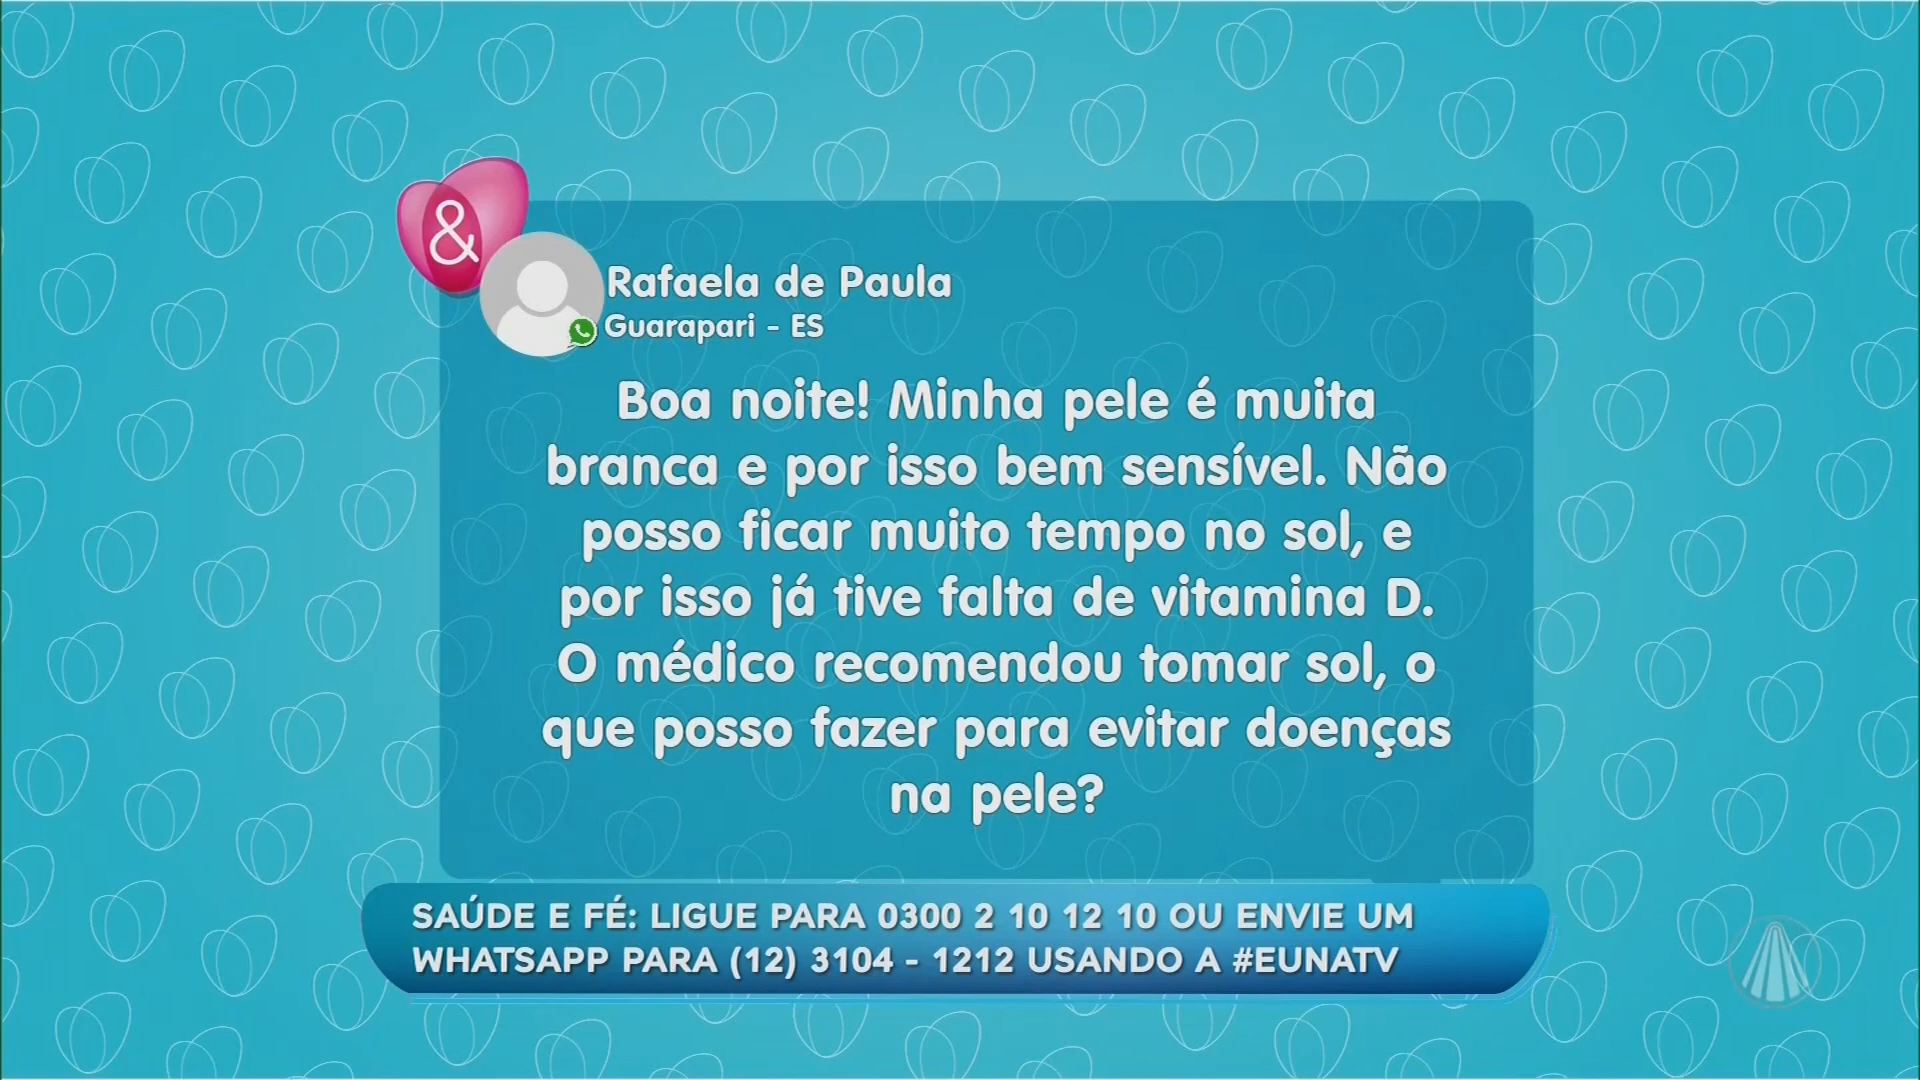 &
Rafaela de Paula
Guarapari - ES
Boa noite! Minha pele é muita
branca e por isso bem sensível. Não
posso ficar muito tempo no sol, e
por isso já tive falta de vitamina D.
O médico recomendou tomar sol, o
que posso fazer para evitar doenças
na pele?
SAÚDE E FÉ: LIGUE PARA 0300 2 10 12 10 OU ENVIE UM
WHATSAPP PARA (12) 3104 - 1212 USANDO A #EUNATV